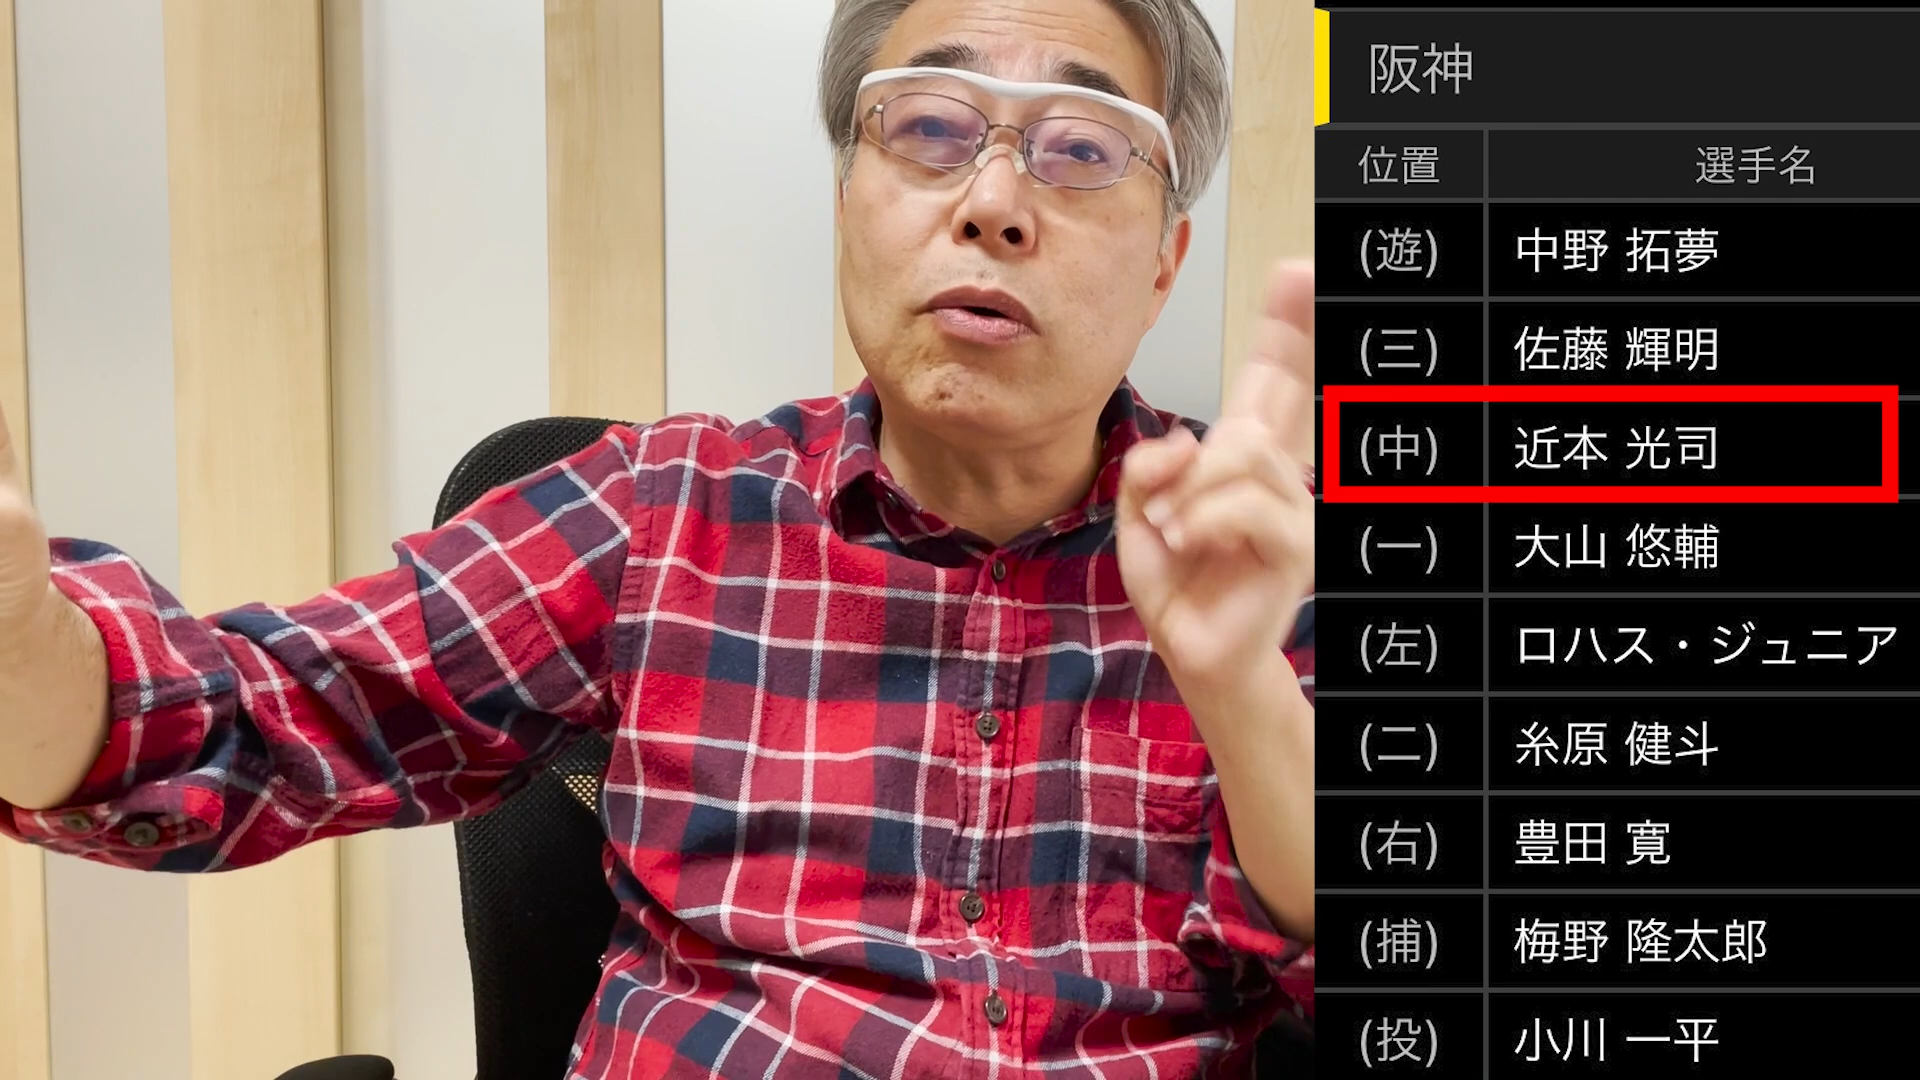 阪神
位置 選手名
(遊) 中野 拓夢
(三) 佐藤 輝明
(中) 近本 光司
(一) 大山 悠輔
(左) ロハス・ジュニア
(二) 糸原 健斗
(右) 豊田 寛
(捕) 梅野 隆太郎
(投) 小川 一平